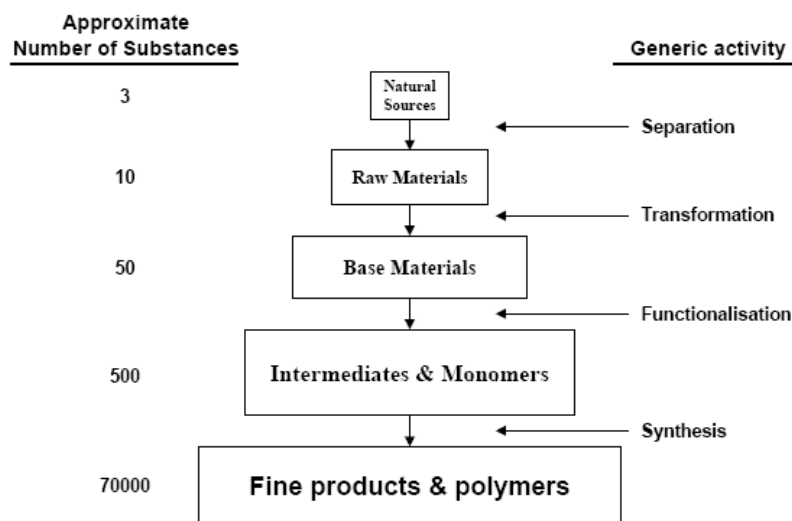 Approximate
Number of Substances
Generic activity
3
Natural
Sources
Separation
10
Raw Materials
Transformation
50
Base Materials
Functionalisation
500
Intermediates & Monomers
Synthesis
70000
Fine products & polymers